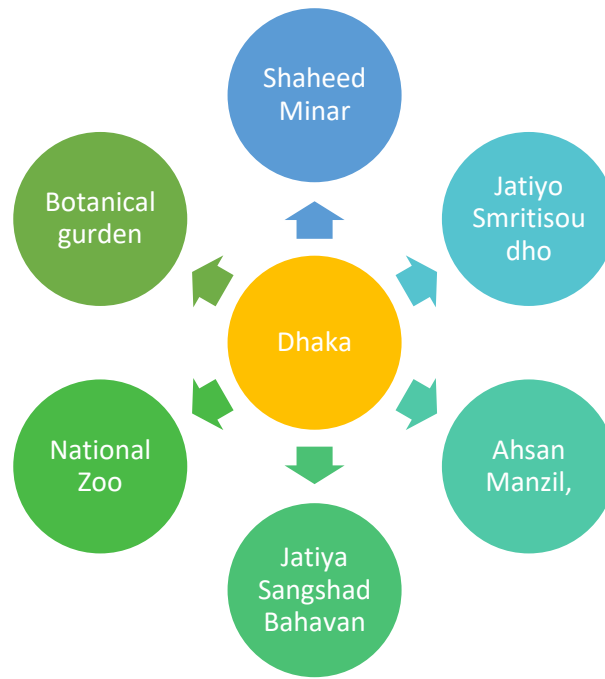 Shaheed
Minar
Jatiyo
Smritisou
dho
Ahsan
Manzil,
Jatiya
Sangshad
Bahavan
National
Zoo
Botanical
gurden
Dhaka